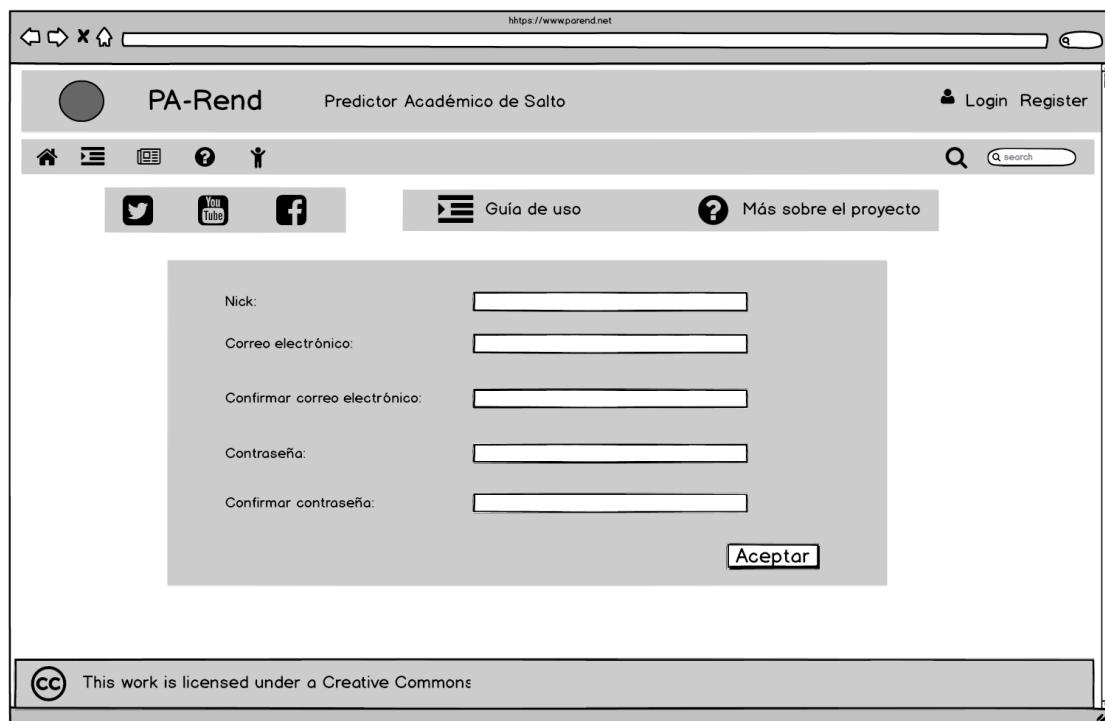 hhtps://www.parend.net
PA-Rend Predictor Académico de Salto Login Register
search
You Tube Guía de uso Más sobre el proyecto
Nick:
Correo electrónico:
Confirmar correo electrónico:
Contraseña:
Confirmar contraseña:
Aceptar
cc This work is licensed under a Creative Commons